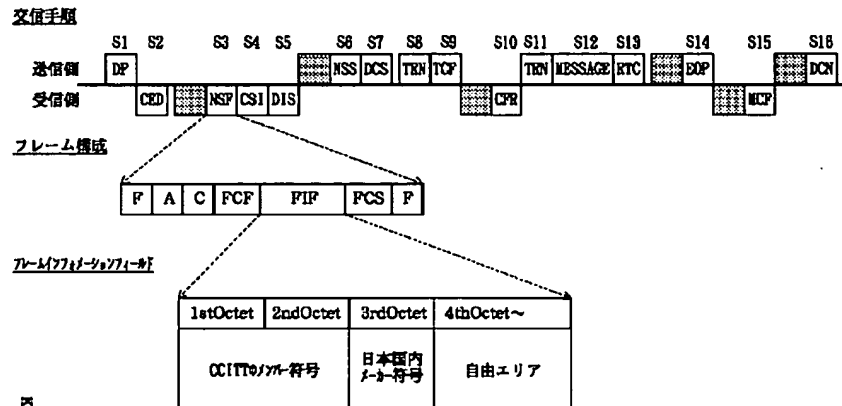 交信手順
S1 S2 S3 S4 S5 S6 S7 S8 S9 S10 S11 S12 S13 S14 S15 S16
送信側 DP NSS DCS TRN TCF TRN MESSAGE RTC EOP DCN
受信側 CED NSF CSI DIS CFR MCF
フレーム構成
F A C FCF FIF FCS F
フレームインフォメーションフィールド
1stOctet 2ndOctet 3rdOctet 4thOctet~
CCITTのメンバー符号 日本国内 自由エリア
メーカー符号